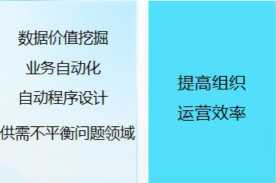 数据价值挖掘
业务自动化
自动程序设计
供需不平衡问题领域
提高组织
运营效率